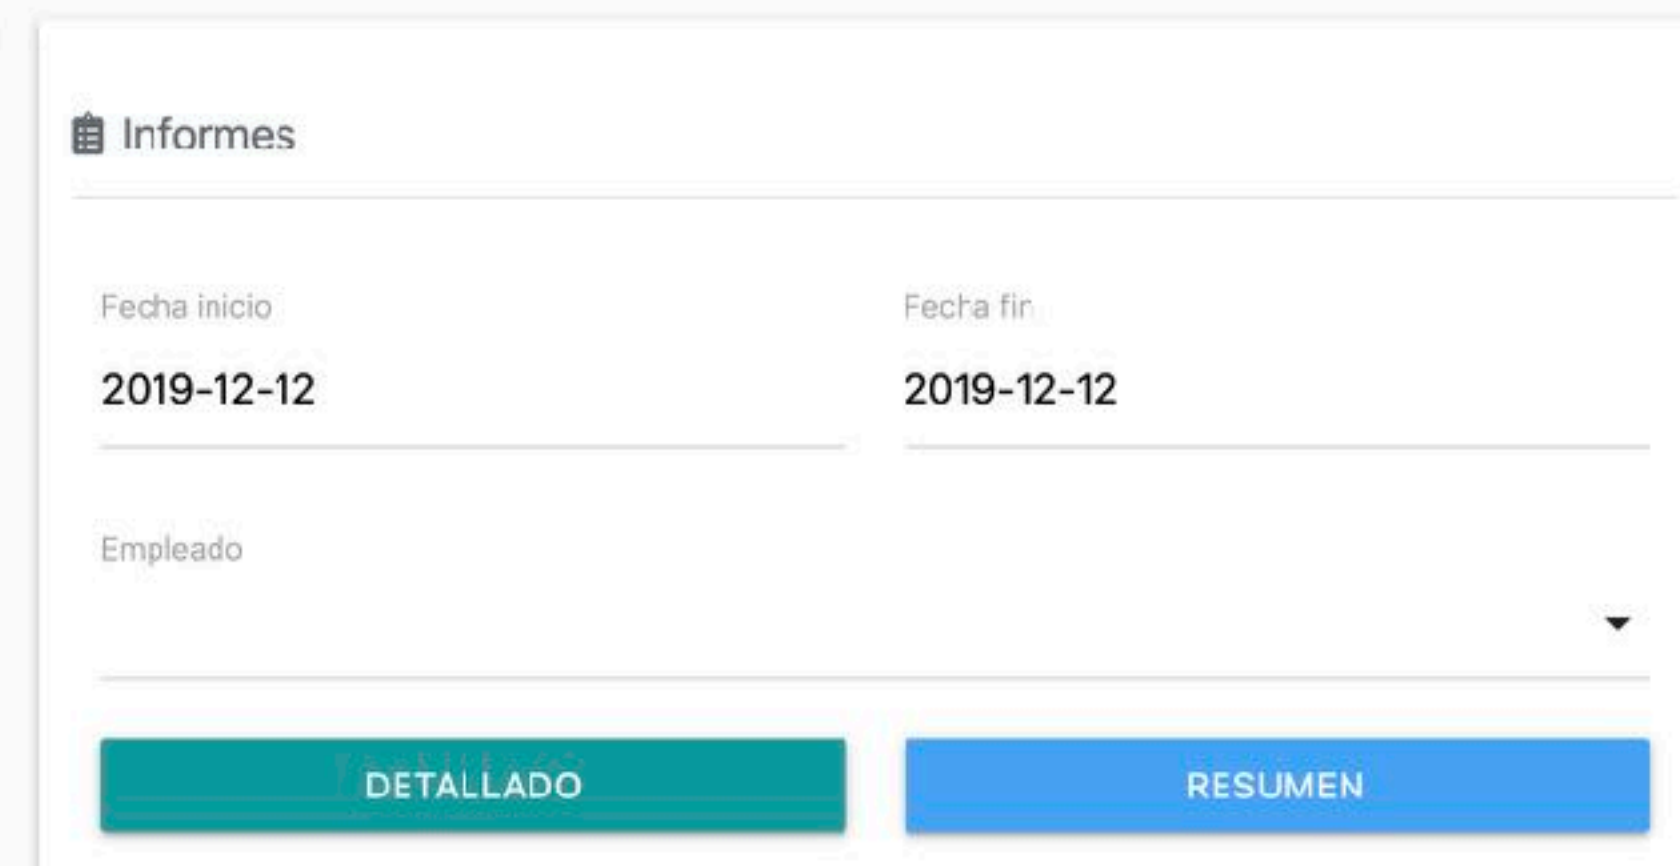 Informes
Fecha inicio
Fecha fin
2019-12-12
2019-12-12
Empleado
DETALLADO
RESUMEN